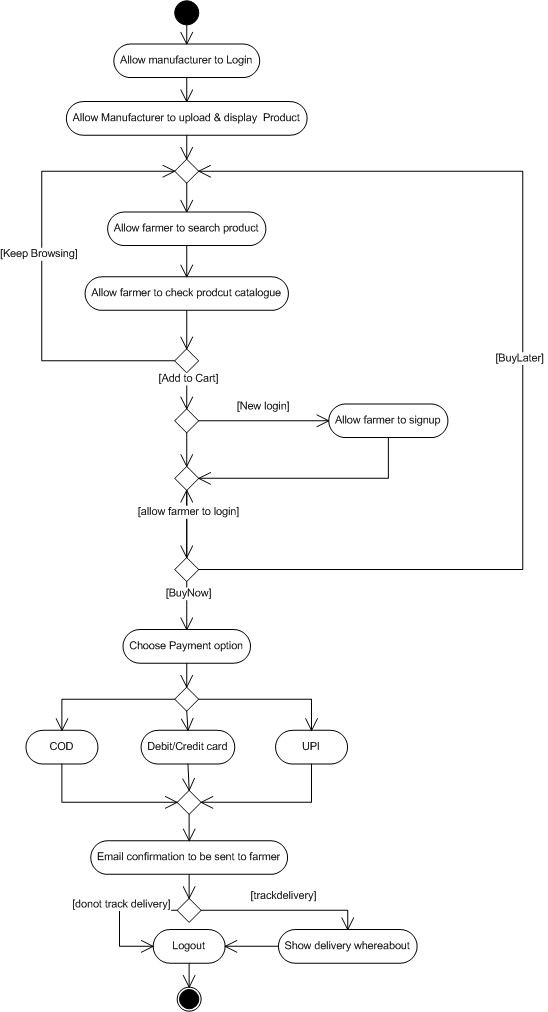 Allow manufacturer to Login
Allow Manufacturer to upload & display Product
Allow farmer to search product
[Keep Browsing]
Allow farmer to check prodcut catalogue
[BuyLater]
[Add to Cart]
[New login]
Allow farmer to signup
[allow farmer to login]
[BuyNow]
Choose Payment option
COD
Debit/Credit card
UPI
Email confirmation to be sent to farmer
[trackdelivery]
[donot track delivery]
Logout
Show delivery whereabout